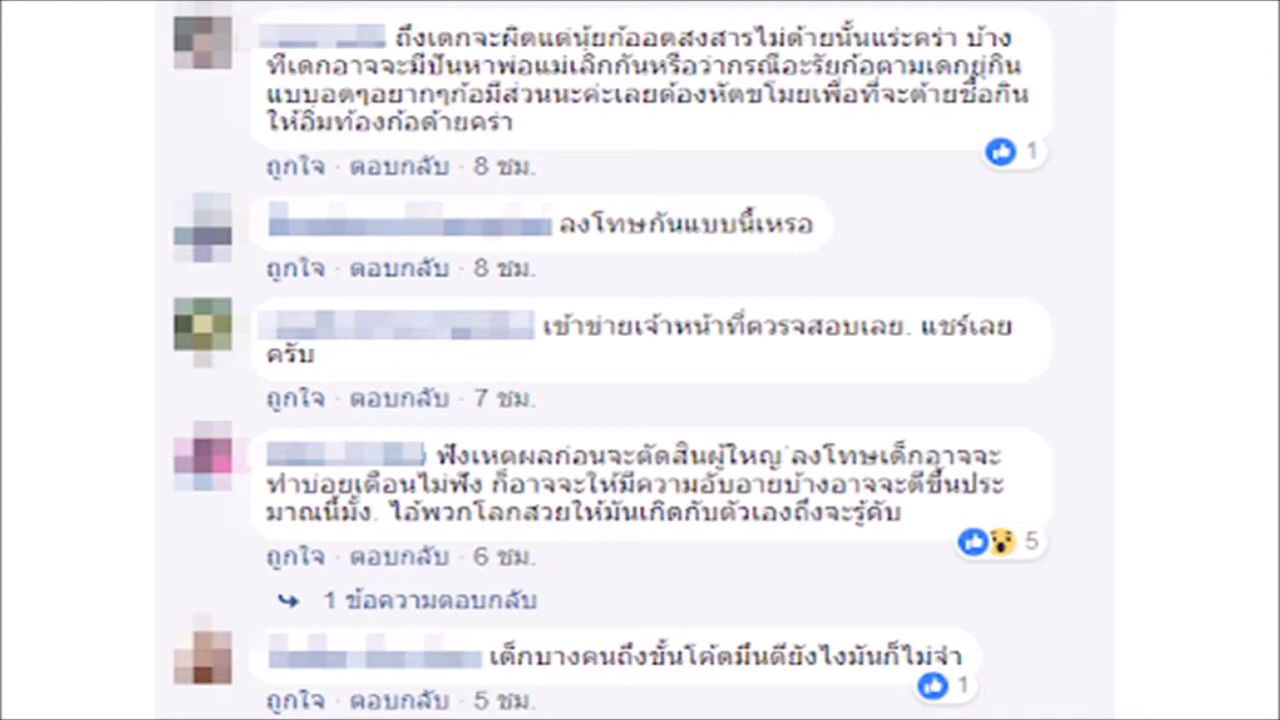 ถึงเดกจะผิดแต่นุ้ยก้ออดสงสารไม่ด้ายนั้นแร่ะคร่า บ้าง
ทีเดกอาจจะมีปันหาพ่อแม่เลิกกันหรือว่ากรณีอะรัยก้อตามเดกยุ่กิน
แบบอดๆอยากๆก้อมีส่วนนะค่ะเลยต้องหัดขโมยเพื่อที่จะด้ายซื้อกิน
ให้อิ่มท้องก้อด้ายคร่า
1
ถูกใจ · ตอบกลับ · 8 ชม.
ลงโทษกันแบบนี้เหรอ
ถูกใจ · ตอบกลับ · 8 ชม.
เข้าข่ายเจ้าหน้าที่ควรจสอบเลย. แชร์เลย
ครับ
ถูกใจ · ตอบกลับ · 7 ชม.
ฟังเหตผลก่อนจะตัดสินผู้ใหญ่ ลงโทษเด็กอาจจะ
ทำบ่อยเตือนไม่ฟัง ก็อาจจะให้มีความอับอายบ้างอาจจะดีขึ้นประ
มาณนี้มั้ง. ไอ้พวกโลกสวยให้มันเกิดกับตัวเองถึงจะรู้คับ
5
ถูกใจ · ตอบกลับ · 6 ชม.
1 ข้อความตอบกลับ
เด็กบางคนถึงขั้นโค้ดมึนตียังไงมันก็ไม่จำ
1
ถูกใจ · ตอบกลับ · 5 ชม.